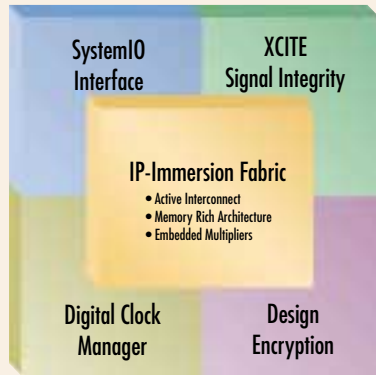 SystemIO
Interface
XCITE
Signal Integrity
IP-Immersion Fabric
• Active Interconnect
• Memory Rich Architecture
• Embedded Multipliers
Digital Clock
Manager
Design
Encryption